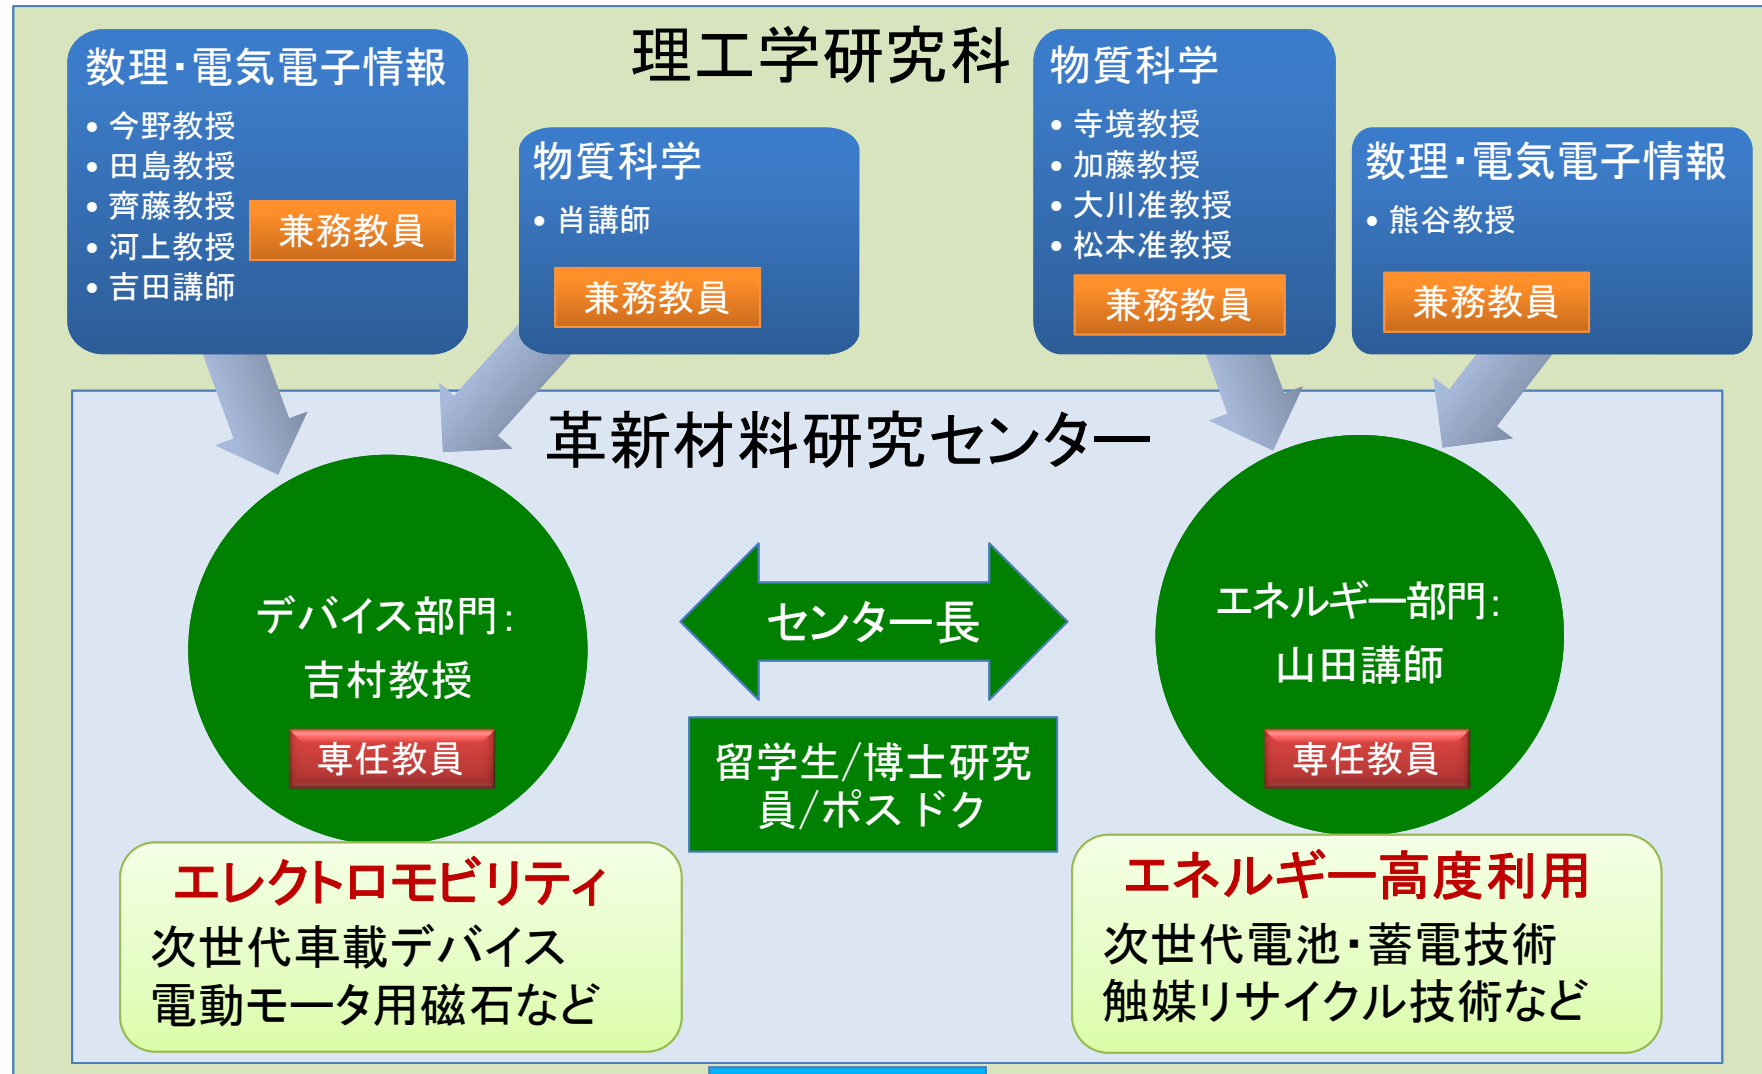 理工学研究科
数理・電気電子情報
• 今野教授
• 田島教授
• 齊藤教授
• 河上教授
• 吉田講師
兼務教員
物質科学
• 肖講師
兼務教員
物質科学
• 寺境教授
• 加藤教授
• 大川准教授
• 松本准教授
兼務教員
数理・電気電子情報
• 熊谷教授
兼務教員
革新材料研究センター
デバイス部門：
吉村教授
専任教員
センター長
留学生/博士研究
員/ポスドク
エネルギー部門：
山田講師
専任教員
エレクトロモビリティ
次世代車載デバイス
電動モータ用磁石など
エネルギー高度利用
次世代電池・蓄電技術
触媒リサイクル技術など